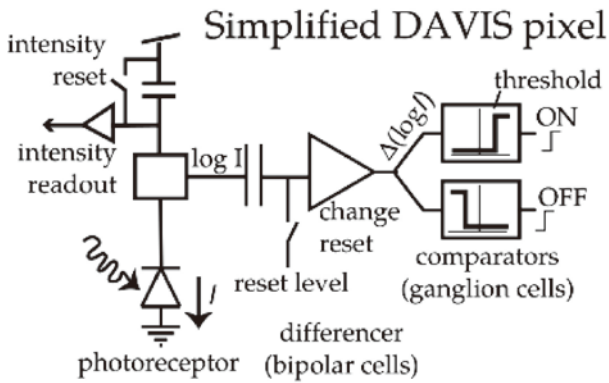 Simplified DAVIS pixel
intensity
reset
intensity
readout
log I
Δ(logI)
threshold
ON
OFF
change
reset
reset level
comparators
(ganglion cells)
I
photoreceptor
differencer
(bipolar cells)